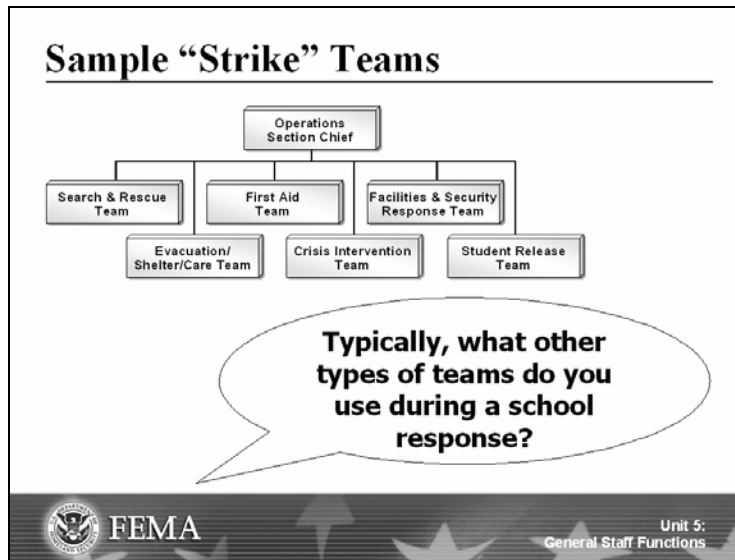 Sample “Strike” Teams
Operations
Section Chief
Search & Rescue
Team
First Aid
Team
Facilities & Security
Response Team
Evacuation/
Shelter/Care Team
Crisis Intervention
Team
Student Release
Team
Typically, what other
types of teams do you
use during a school
response?
FEMA
Unit 5:
General Staff Functions